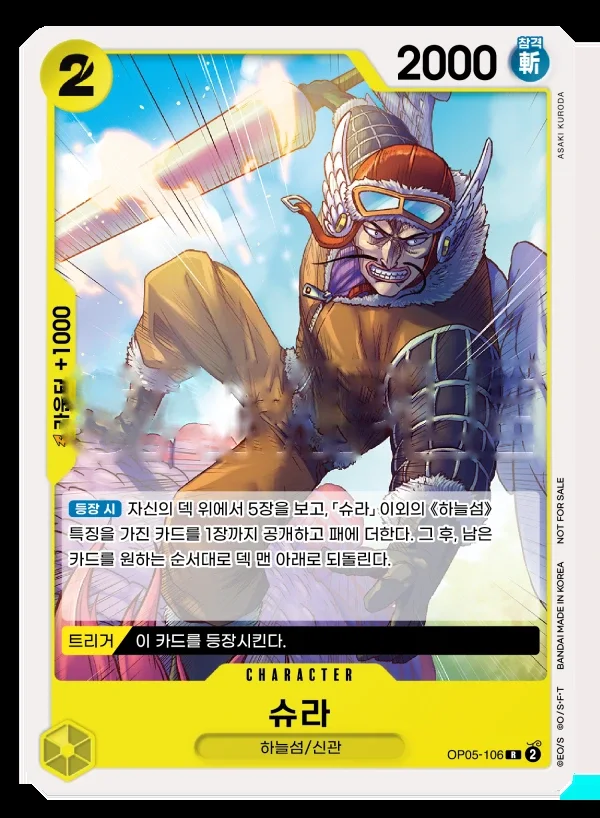 2
2000
참격
斬
ASAKI KURODA
카운터 +1000
등장 시 자신의 덱 위에서 5장을 보고, 「슈라」 이외의 《하늘섬》
특징을 가진 카드를 1장까지 공개하고 패에 더한다. 그 후, 남은
카드를 원하는 순서대로 덱 맨 아래로 되돌린다.
트리거 이 카드를 등장시킨다.
CHARACTER
슈라
하늘섬/신관
OP05-106 R 2
©EO/S ©O/S·F·T BANDAI MADE IN KOREA NOT FOR SALE